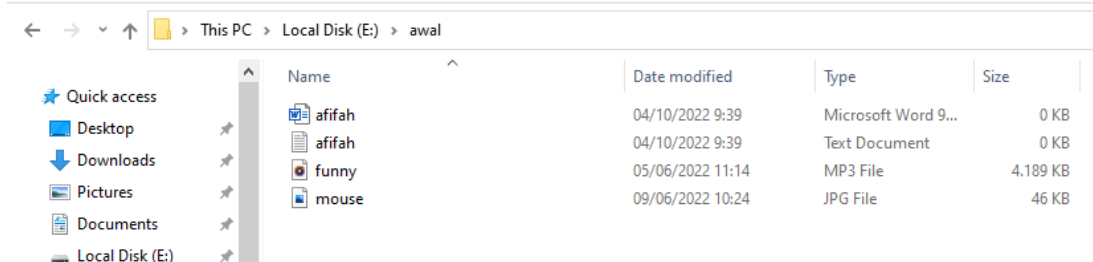 This PC > Local Disk (E:) > awal
Name Date modified Type Size
Quick access
Desktop
Downloads
Pictures
Documents
Local Disk (E:)
afifah 04/10/2022 9:39 Microsoft Word 9... 0 KB
afifah 04/10/2022 9:39 Text Document 0 KB
funny 05/06/2022 11:14 MP3 File 4.189 KB
mouse 09/06/2022 10:24 JPG File 46 KB